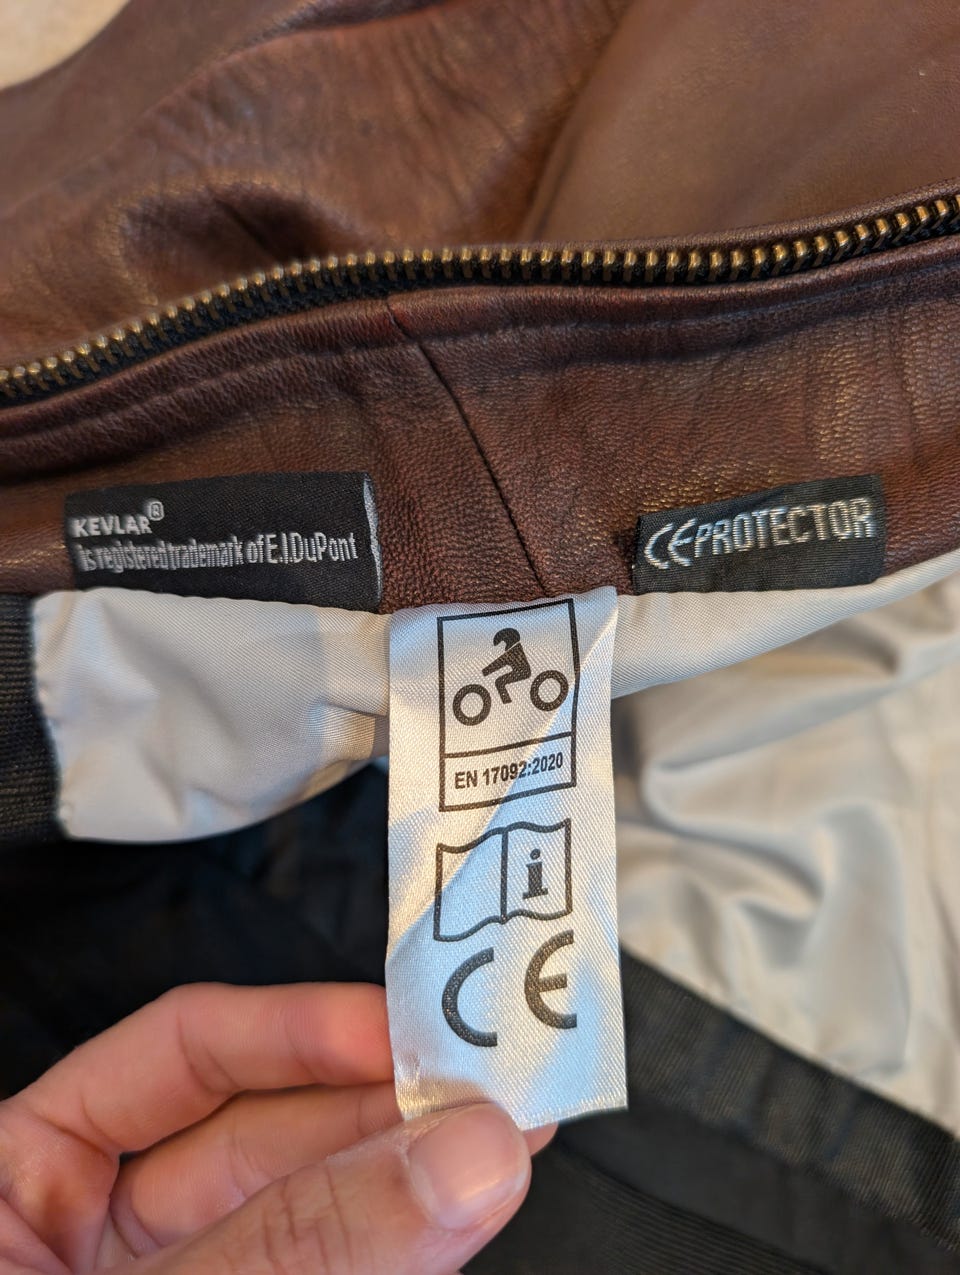 KEVLAR®
is registered trademark of E.I.DuPont
CE PROTECTOR
EN 17092:2020
i
CE